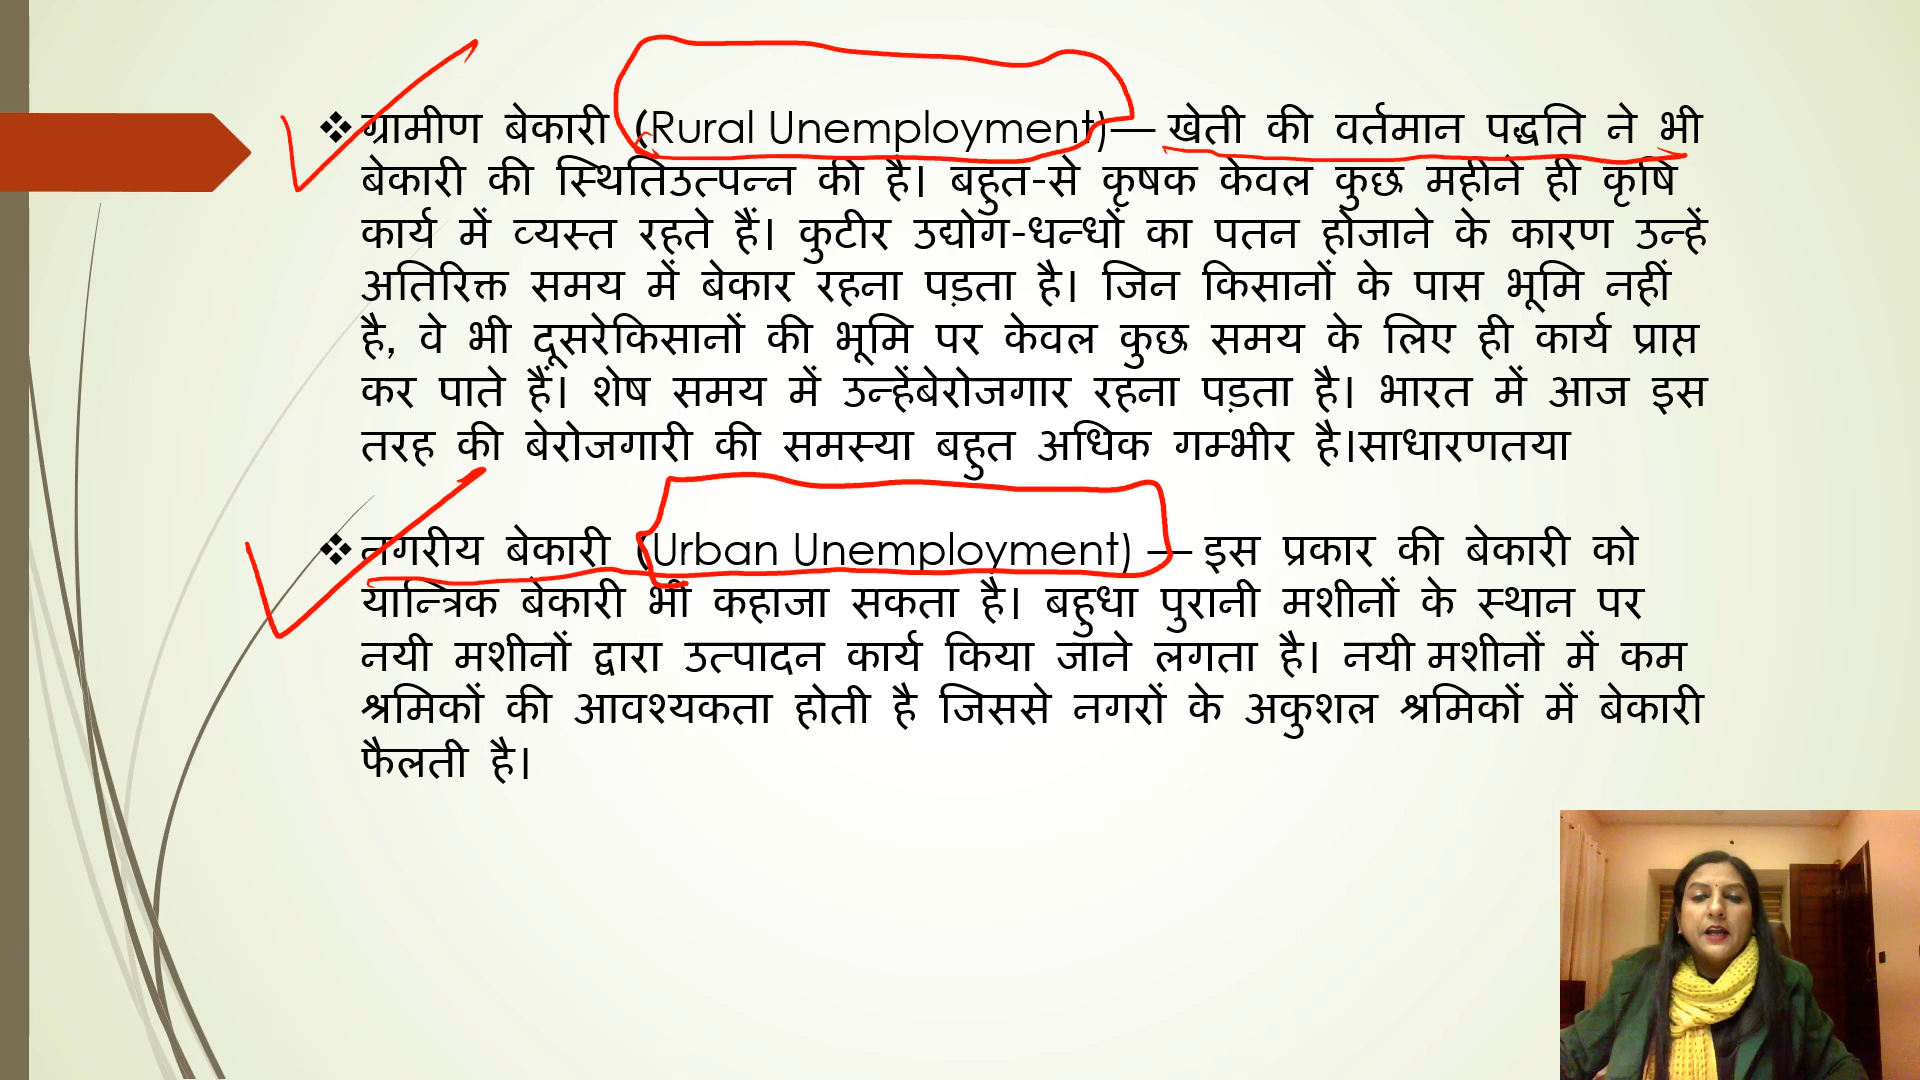 ❖ग्रामीण बेकारी (Rural Unemployment)— खेती की वर्तमान पद्धति ने भी
बेकारी की स्थितिउत्पन्न की है। बहुत-से कृषक केवल कुछ महीने ही कृषि
कार्य में व्यस्त रहते हैं। कुटीर उद्योग-धन्धों का पतन होजाने के कारण उन्हें
अतिरिक्त समय में बेकार रहना पड़ता है। जिन किसानों के पास भूमि नहीं
है, वे भी दूसरेकिसानों की भूमि पर केवल कुछ समय के लिए ही कार्य प्राप्त
कर पाते हैं। शेष समय में उन्हेंबेरोजगार रहना पड़ता है। भारत में आज इस
तरह की बेरोजगारी की समस्या बहुत अधिक गम्भीर है।साधारणतया
❖नगरीय बेकारी (Urban Unemployment) — इस प्रकार की बेकारी को
यान्त्रिक बेकारी भी कहाजा सकता है। बहुधा पुरानी मशीनों के स्थान पर
नयी मशीनों द्वारा उत्पादन कार्य किया जाने लगता है। नयी मशीनों में कम
श्रमिकों की आवश्यकता होती है जिससे नगरों के अकुशल श्रमिकों में बेकारी
फैलती है।